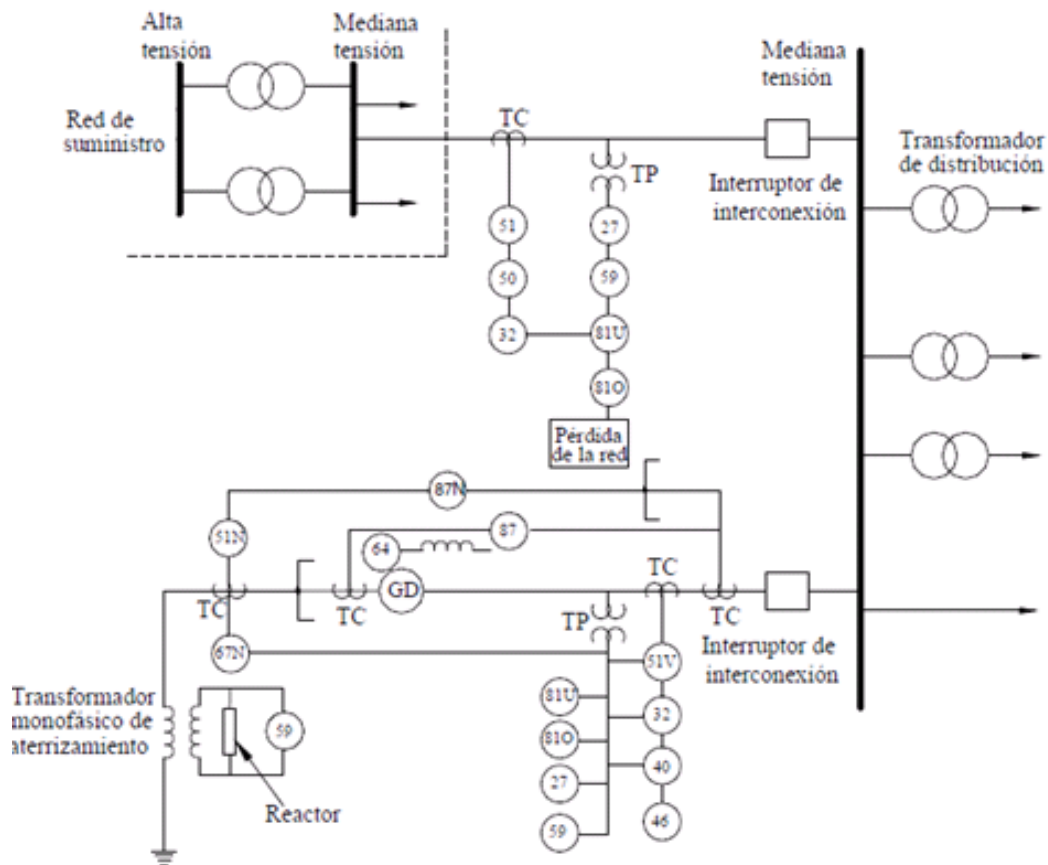 Alta
tensión
Mediana
tensión
Red de
suministro
TC
TP
Mediana
tensión
Interruptor de
interconexión
Transformador
de distribución
51
27
50
59
32
81U
81O
Pérdida
de la red
87N
51N
87
64
TC
GD
TC
TC
TP
TC
Interruptor de
interconexión
67N
51V
81U
32
81O
40
27
46
59
Transformador
monofásico de
aterrizamiento
59
Reactor